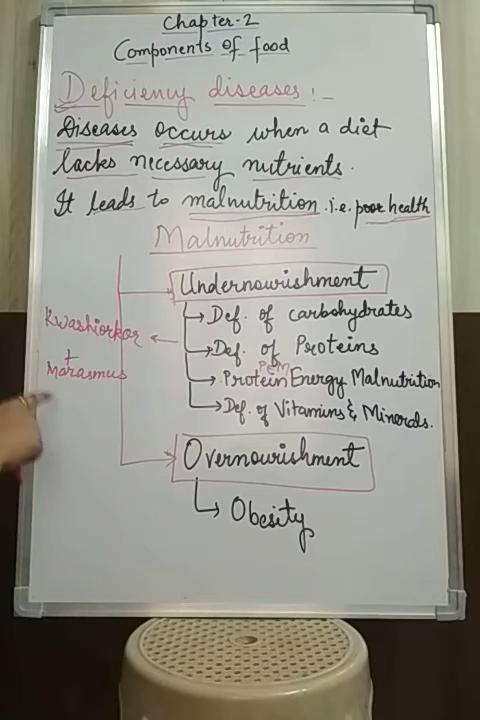 Chapter-2
Components of food
Deficiency diseases :-
Diseases occurs when a diet
lacks necessary nutrients.
It leads to malnutrition .i.e. poor health
Malnutrition
Undernourishment
Def. of carbohydrates
Kwashiorkor
Def. of Proteins
+
PEM
Marasmus
Protein Energy Malnutrition
Def. of Vitamins & Minerals.
Overnourishment
Obesity